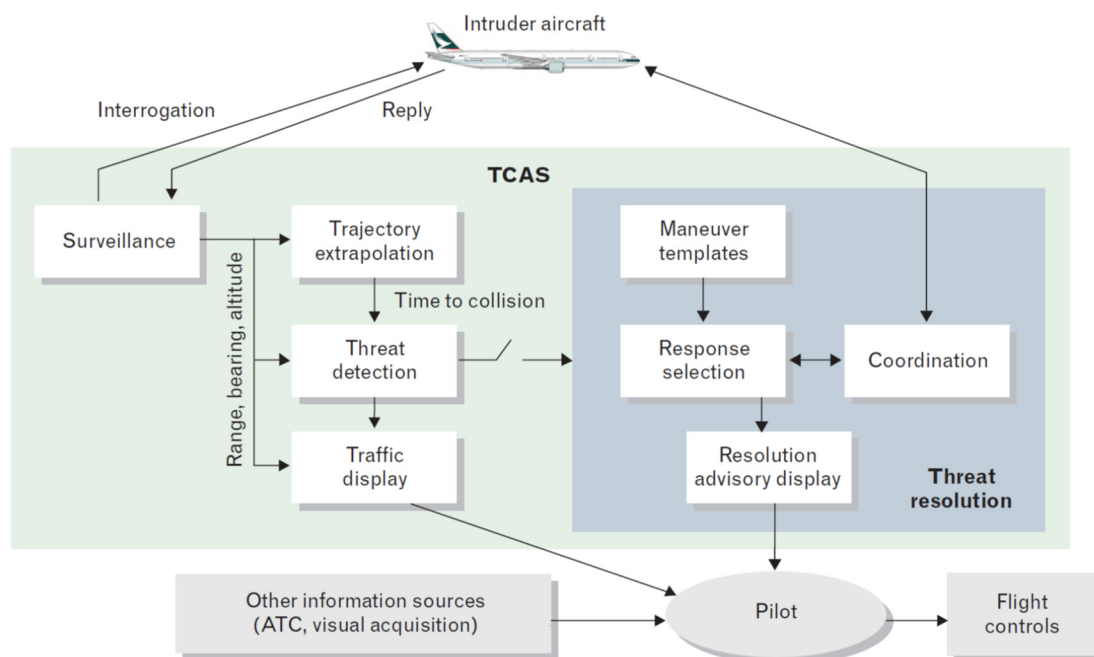 Intruder aircraft
Interrogation
Reply
TCAS
Surveillance
Range, bearing, altitude
Trajectory
extrapolation
Time to collision
Threat
detection
Traffic
display
Maneuver
templates
Response
selection
Coordination
Resolution
advisory display
Threat
resolution
Other information sources
(ATC, visual acquisition)
Pilot
Flight
controls